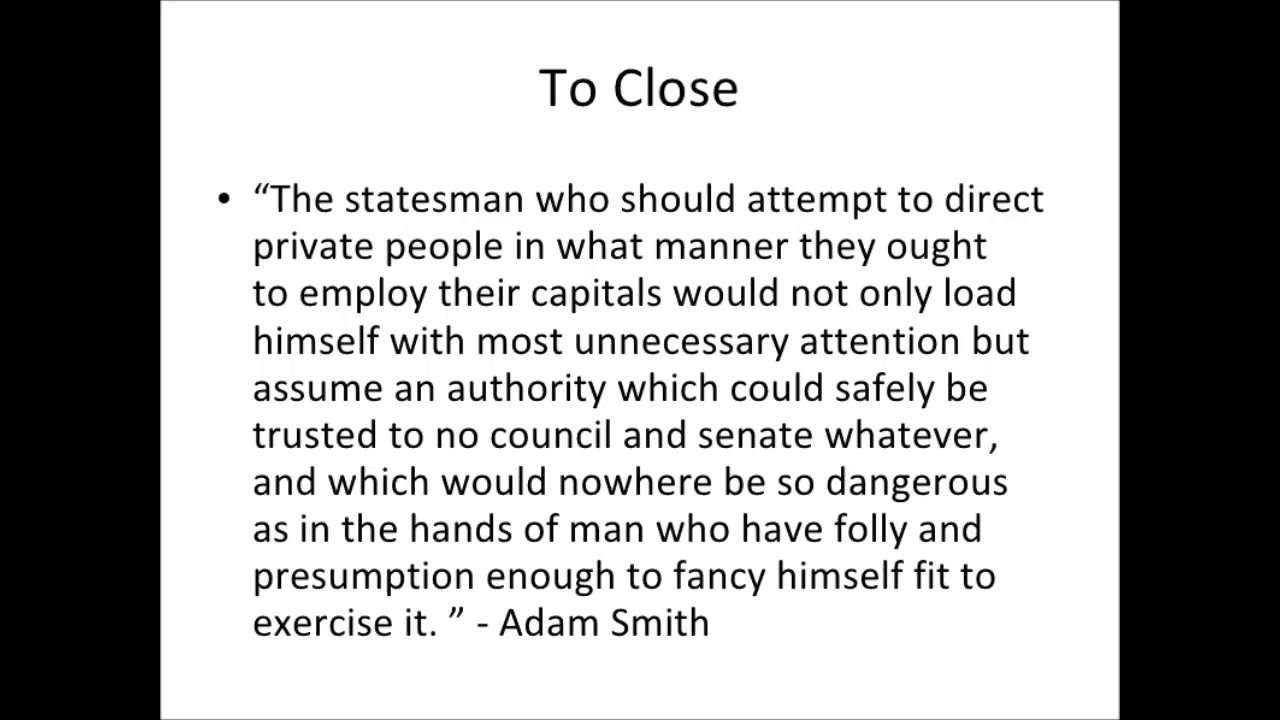 To Close
• “The statesman who should attempt to direct
private people in what manner they ought
to employ their capitals would not only load
himself with most unnecessary attention but
assume an authority which could safely be
trusted to no council and senate whatever,
and which would nowhere be so dangerous
as in the hands of man who have folly and
presumption enough to fancy himself fit to
exercise it. ” - Adam Smith